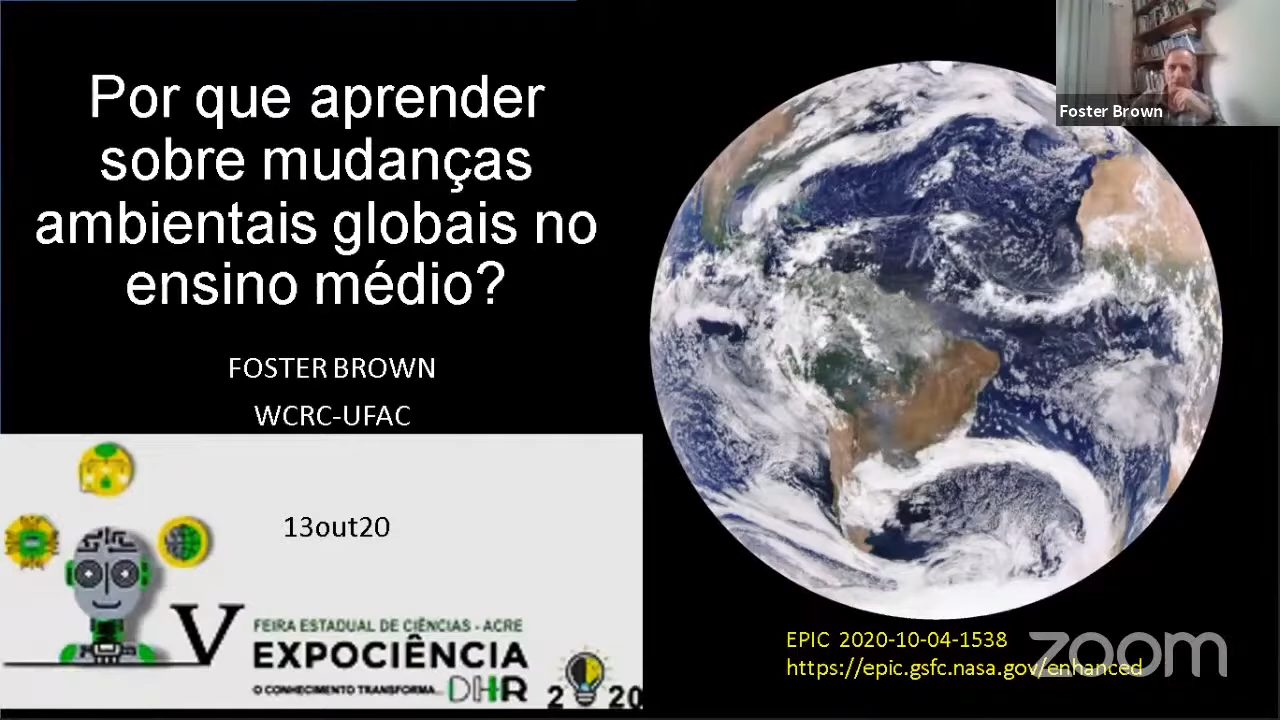 Por que aprender
sobre mudanças
ambientais globais no
ensino médio?
FOSTER BROWN
WCRC-UFAC
13out20
V
FEIRA ESTADUAL DE CIÊNCIAS - ACRE
EXPOCIÊNCIA
O CONHECIMENTO TRANSFORMA...
DHR
2020
Foster Brown
EPIC 2020-10-04-1538
https://epic.gsfc.nasa.gov/enhanced
zoom